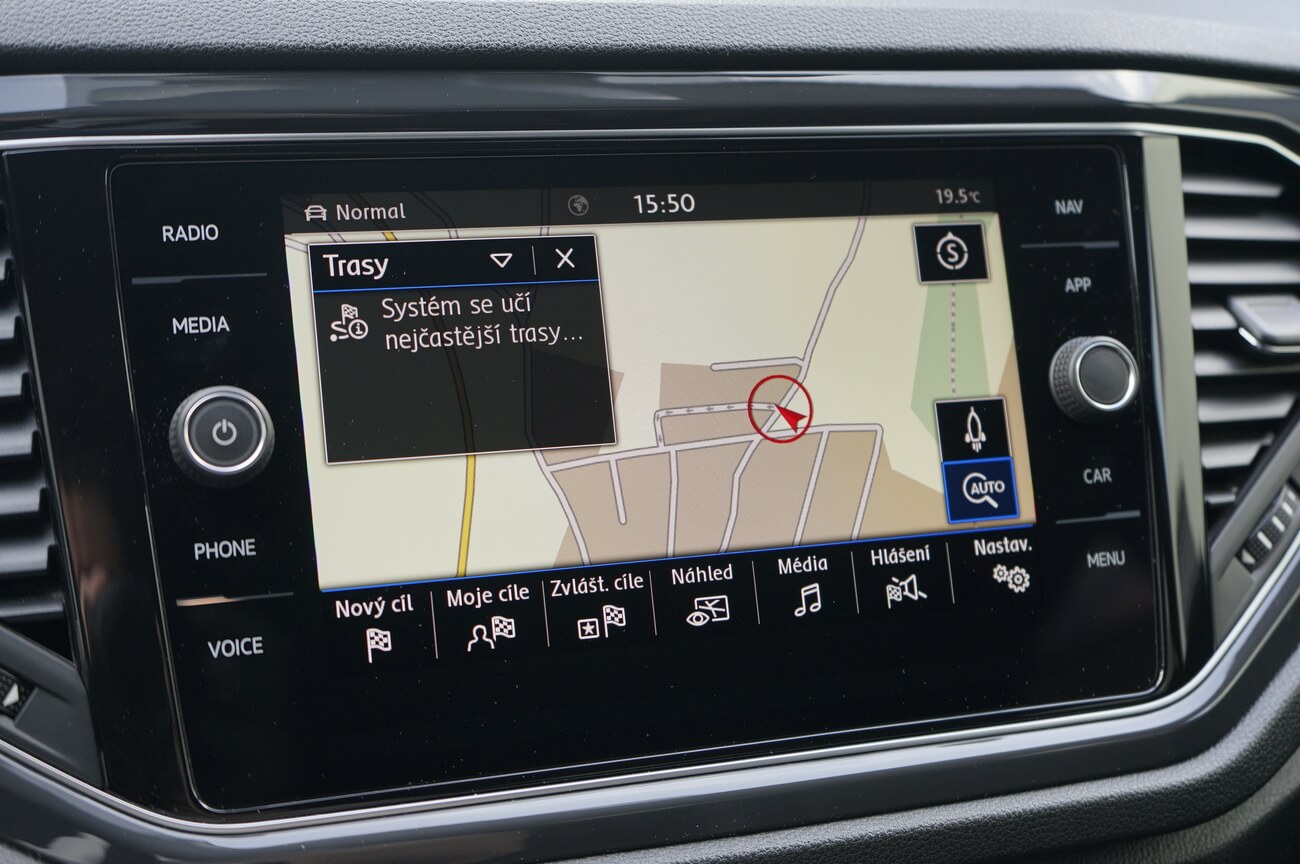 Normal
15:50
19.5°C
RADIO
MEDIA
PHONE
VOICE
Trasy
Systém se učí
nejčastější trasy...
S
AUTO
Nový cíl
Moje cíle
Zvlášt. cíle
Náhled
Média
Hlášení
Nastav.
NAV
APP
CAR
MENU